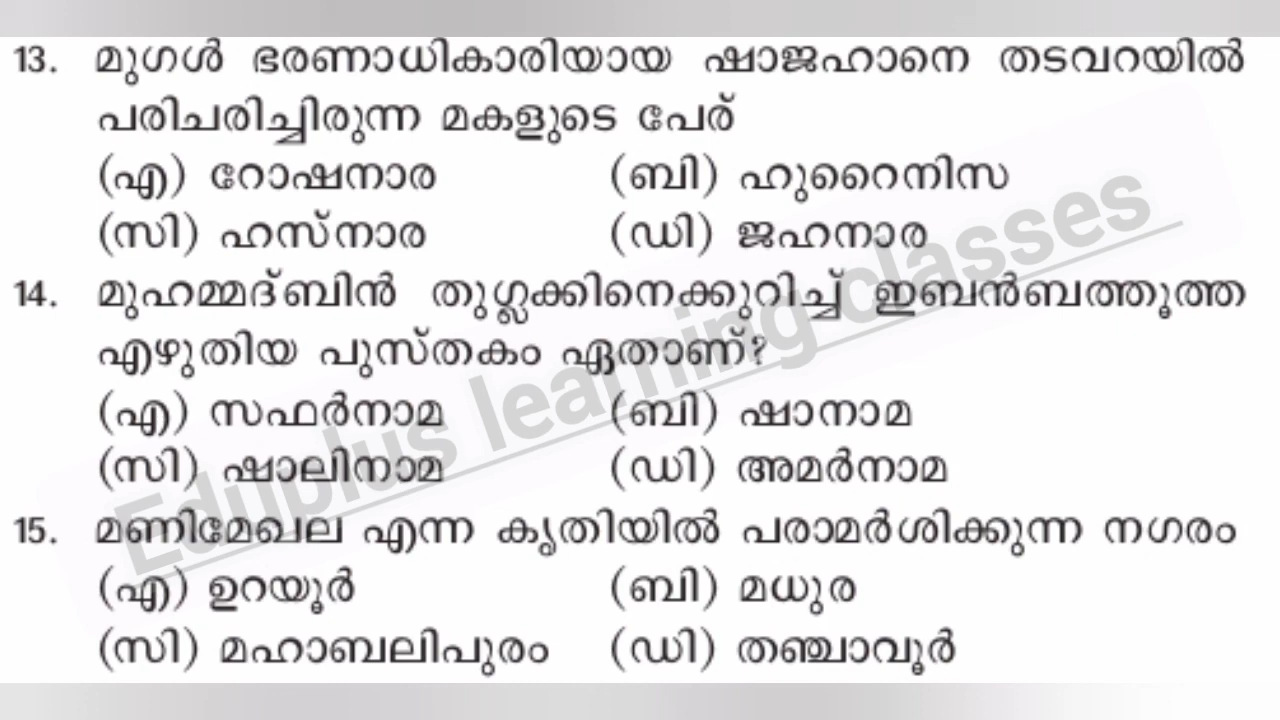 13. മുഗൾ ഭരണാധികാരിയായ ഷാജഹാനെ തടവറയിൽ
പരിചരിച്ചിരുന്ന മകളുടെ പേര്
(എ) റോഷനാര (ബി) ഹുറൈനിസ
(സി) ഹസ്നാര (ഡി) ജഹനാര
14. മുഹമ്മദ്ബിൻ തുഗ്ലക്കിനെക്കുറിച്ച് ഇബൻബത്തൂത്ത
എഴുതിയ പുസ്തകം ഏതാണ്?
(എ) സഫർനാമ (ബി) ഷാനാമ
(സി) ഷാലിനാമ (ഡി) അമർനാമ
15. മണിമേഖല എന്ന കൃതിയിൽ പരാമർശിക്കുന്ന നഗരം
(എ) ഉറയൂർ (ബി) മധുര
(സി) മഹാബലിപുരം (ഡി) തഞ്ചാവൂർ
Eduplus learning classes